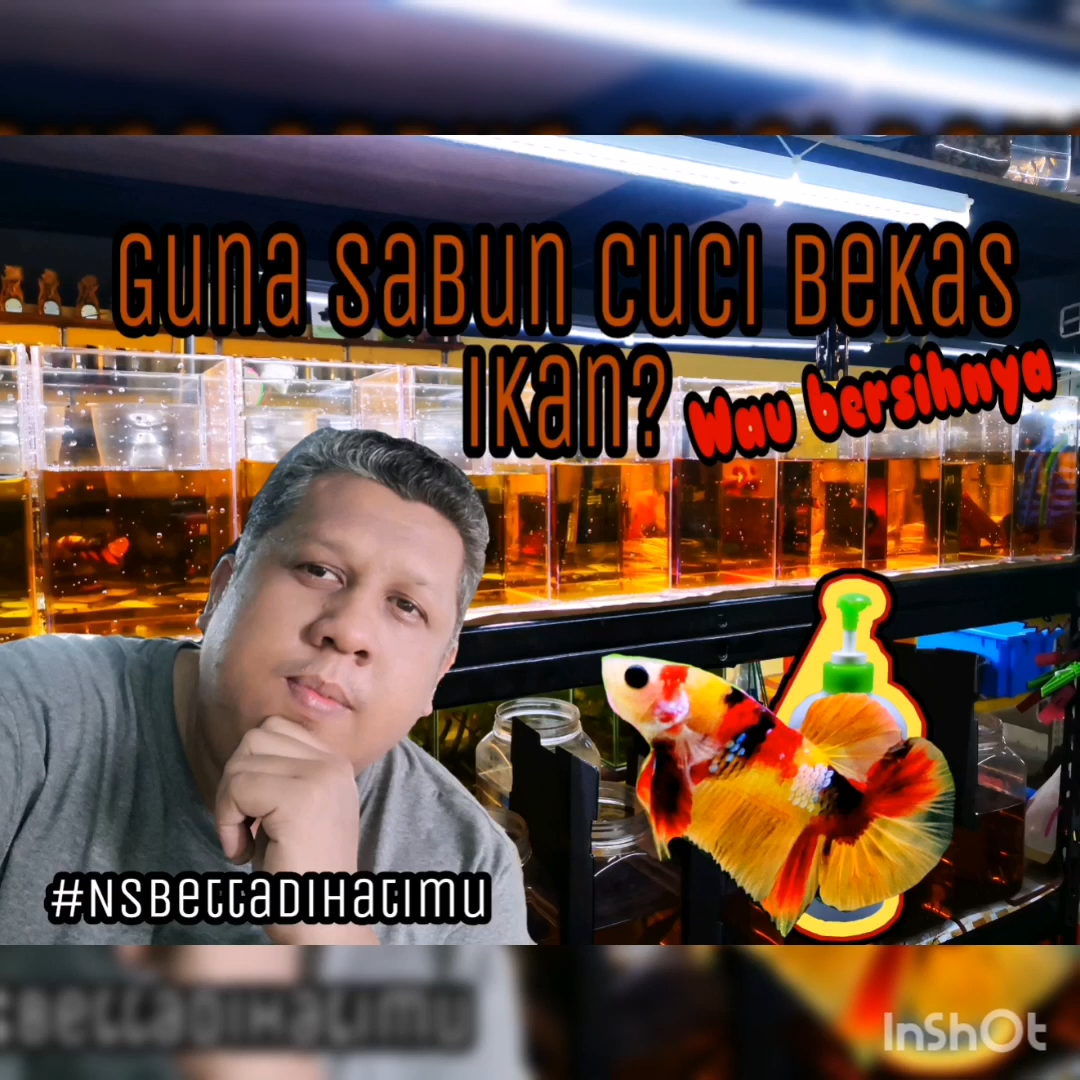 Guna Sabun Cuci Bekas
Ikan?
Wau bersihnya
#NSBettaDiHatimu
InShOt